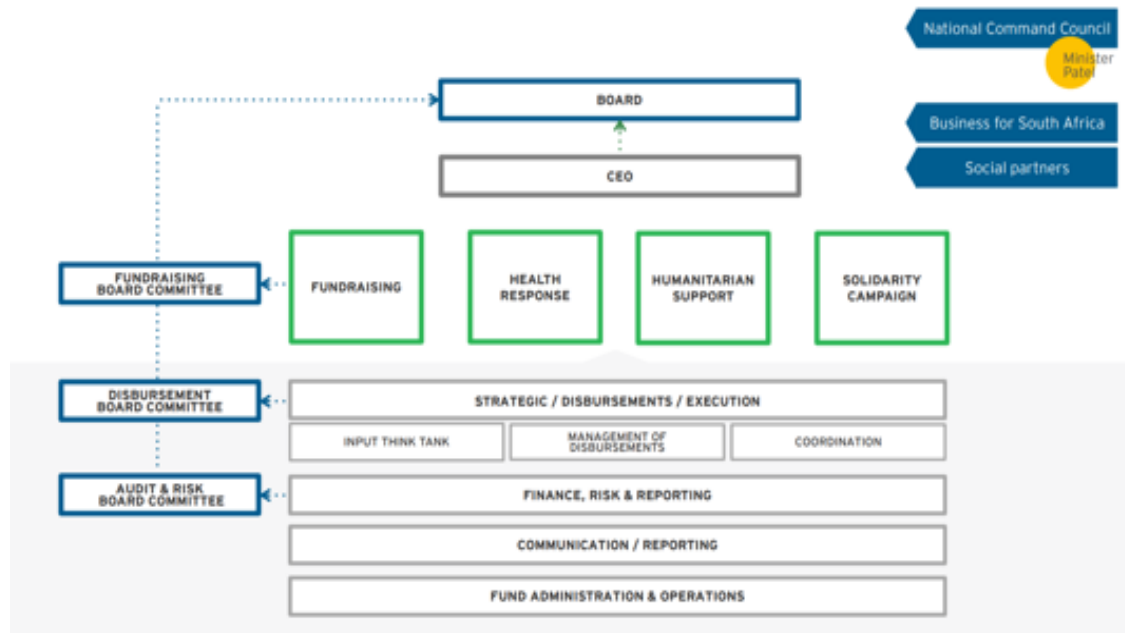 National Command Council
Minister
Patel
BOARD
Business for South Africa
CEO
Social partners
FUNDRAISING
BOARD COMMITTEE
FUNDRAISING
HEALTH
RESPONSE
HUMANITARIAN
SUPPORT
SOLIDARITY
CAMPAIGN
DISBURSEMENT
BOARD COMMITTEE
STRATEGIC / DISBURSEMENTS / EXECUTION
INPUT THINK TANK
MANAGEMENT OF
DISBURSEMENTS
COORDINATION
AUDIT & RISK
BOARD COMMITTEE
FINANCE, RISK & REPORTING
COMMUNICATION / REPORTING
FUND ADMINISTRATION & OPERATIONS